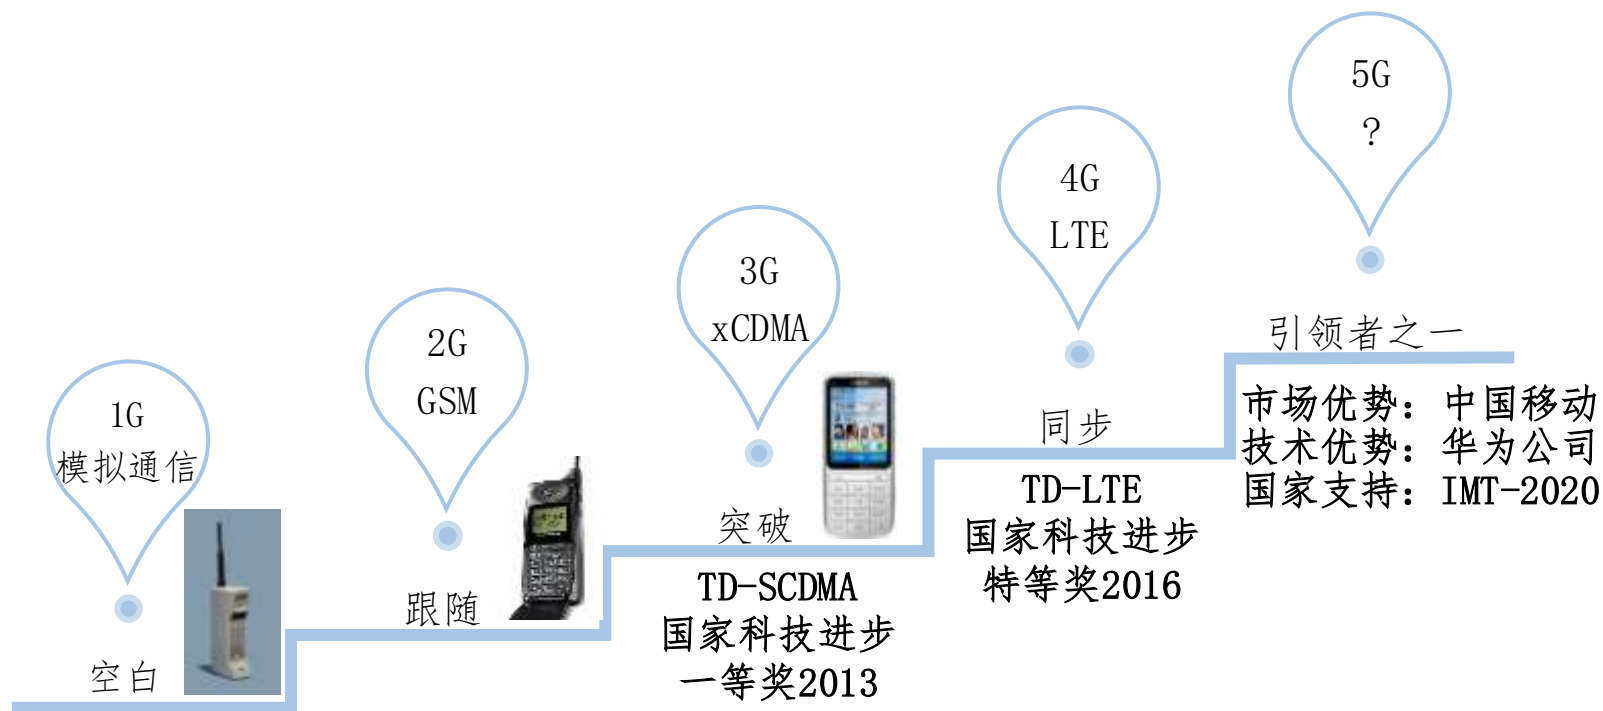 1G
模拟通信
空白
2G
GSM
跟随
3G
xCDMA
突破
TD-SCDMA
国家科技进步
一等奖2013
4G
LTE
同步
TD-LTE
国家科技进步
特等奖2016
5G
?
引领者之一
市场优势：中国移动
技术优势：华为公司
国家支持：IMT-2020